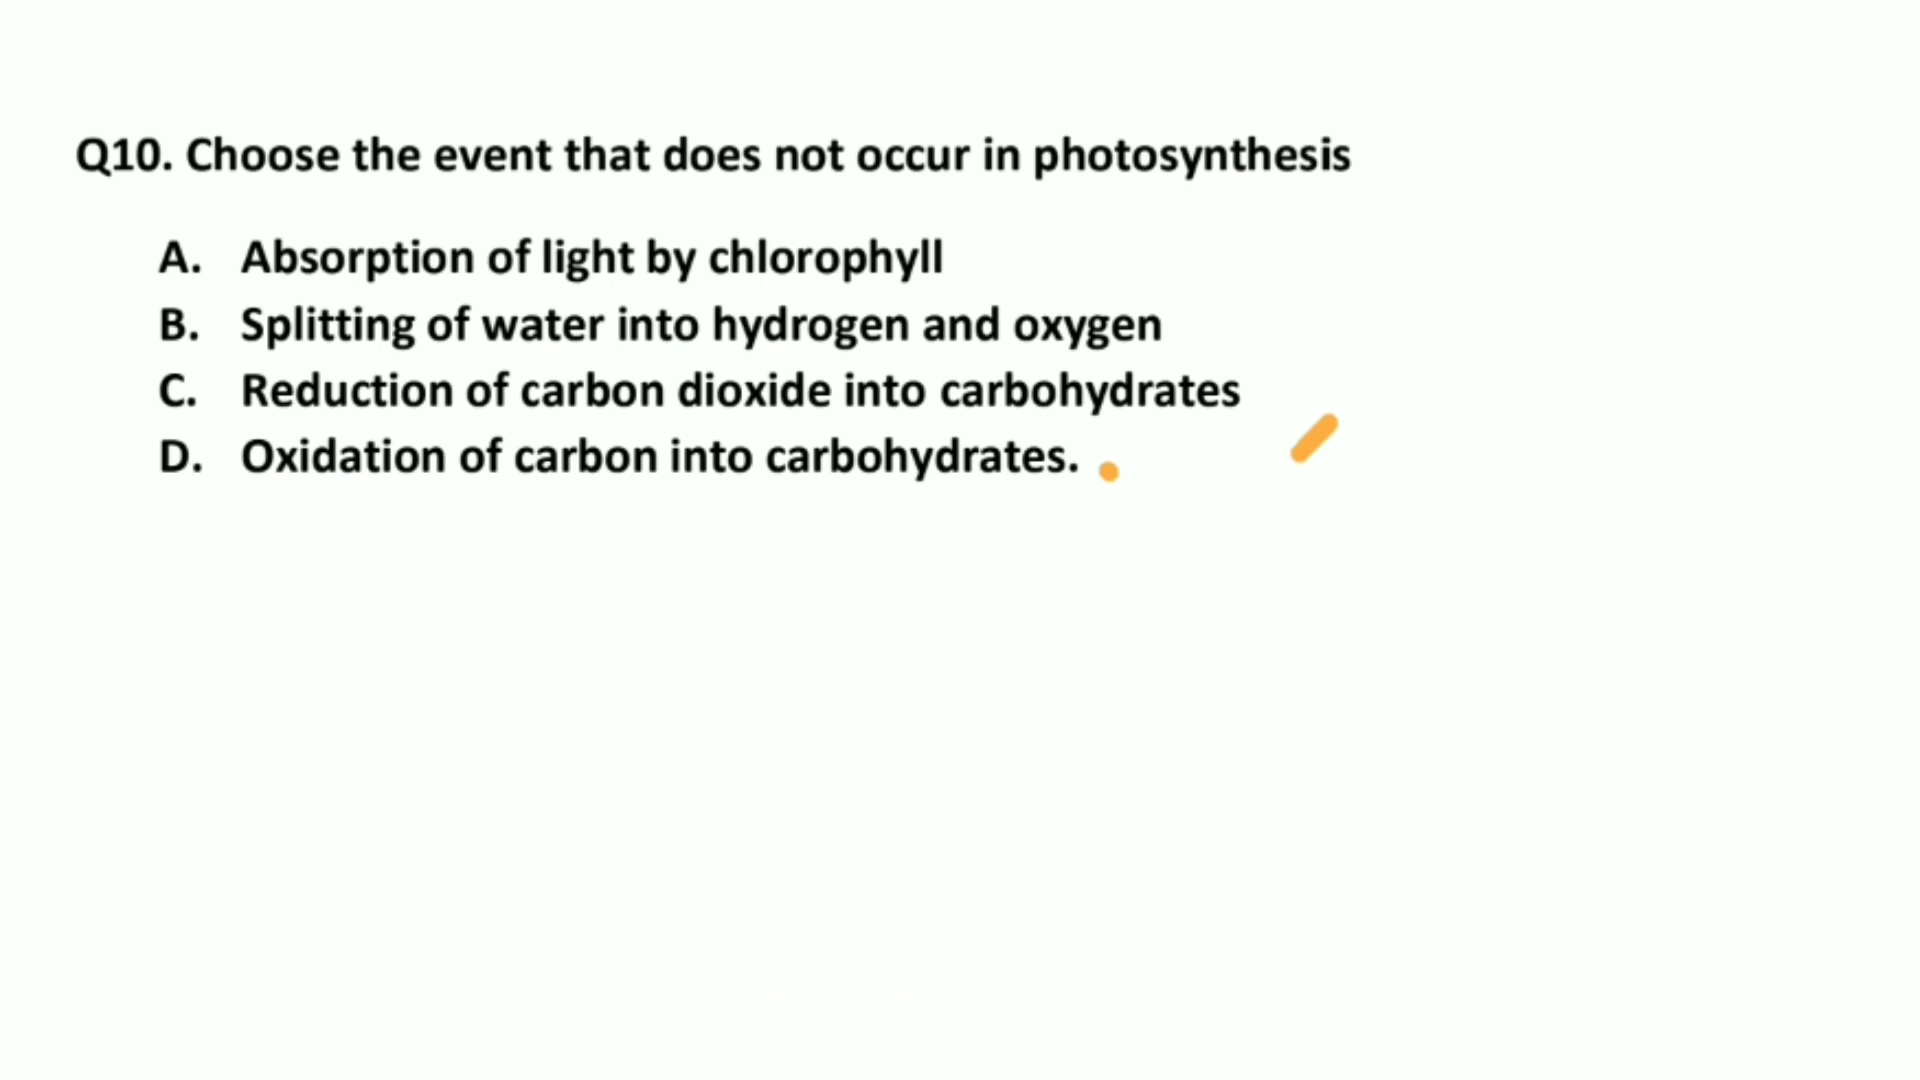 Q10. Choose the event that does not occur in photosynthesis
A. Absorption of light by chlorophyll
B. Splitting of water into hydrogen and oxygen
C. Reduction of carbon dioxide into carbohydrates
D. Oxidation of carbon into carbohydrates.